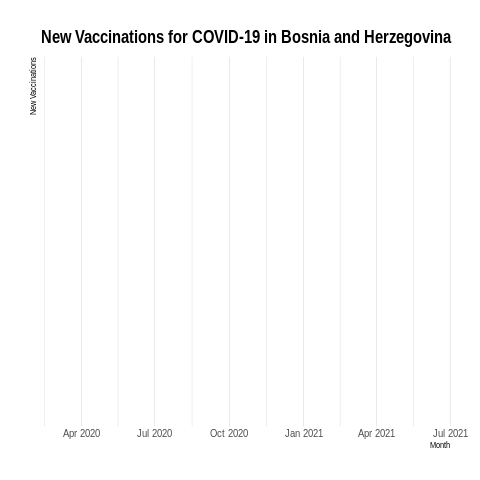 New Vaccinations for COVID-19 in Bosnia and Herzegovina
New Vaccinations
Apr 2020 Jul 2020 Oct 2020 Jan 2021 Apr 2021 Jul 2021
Month